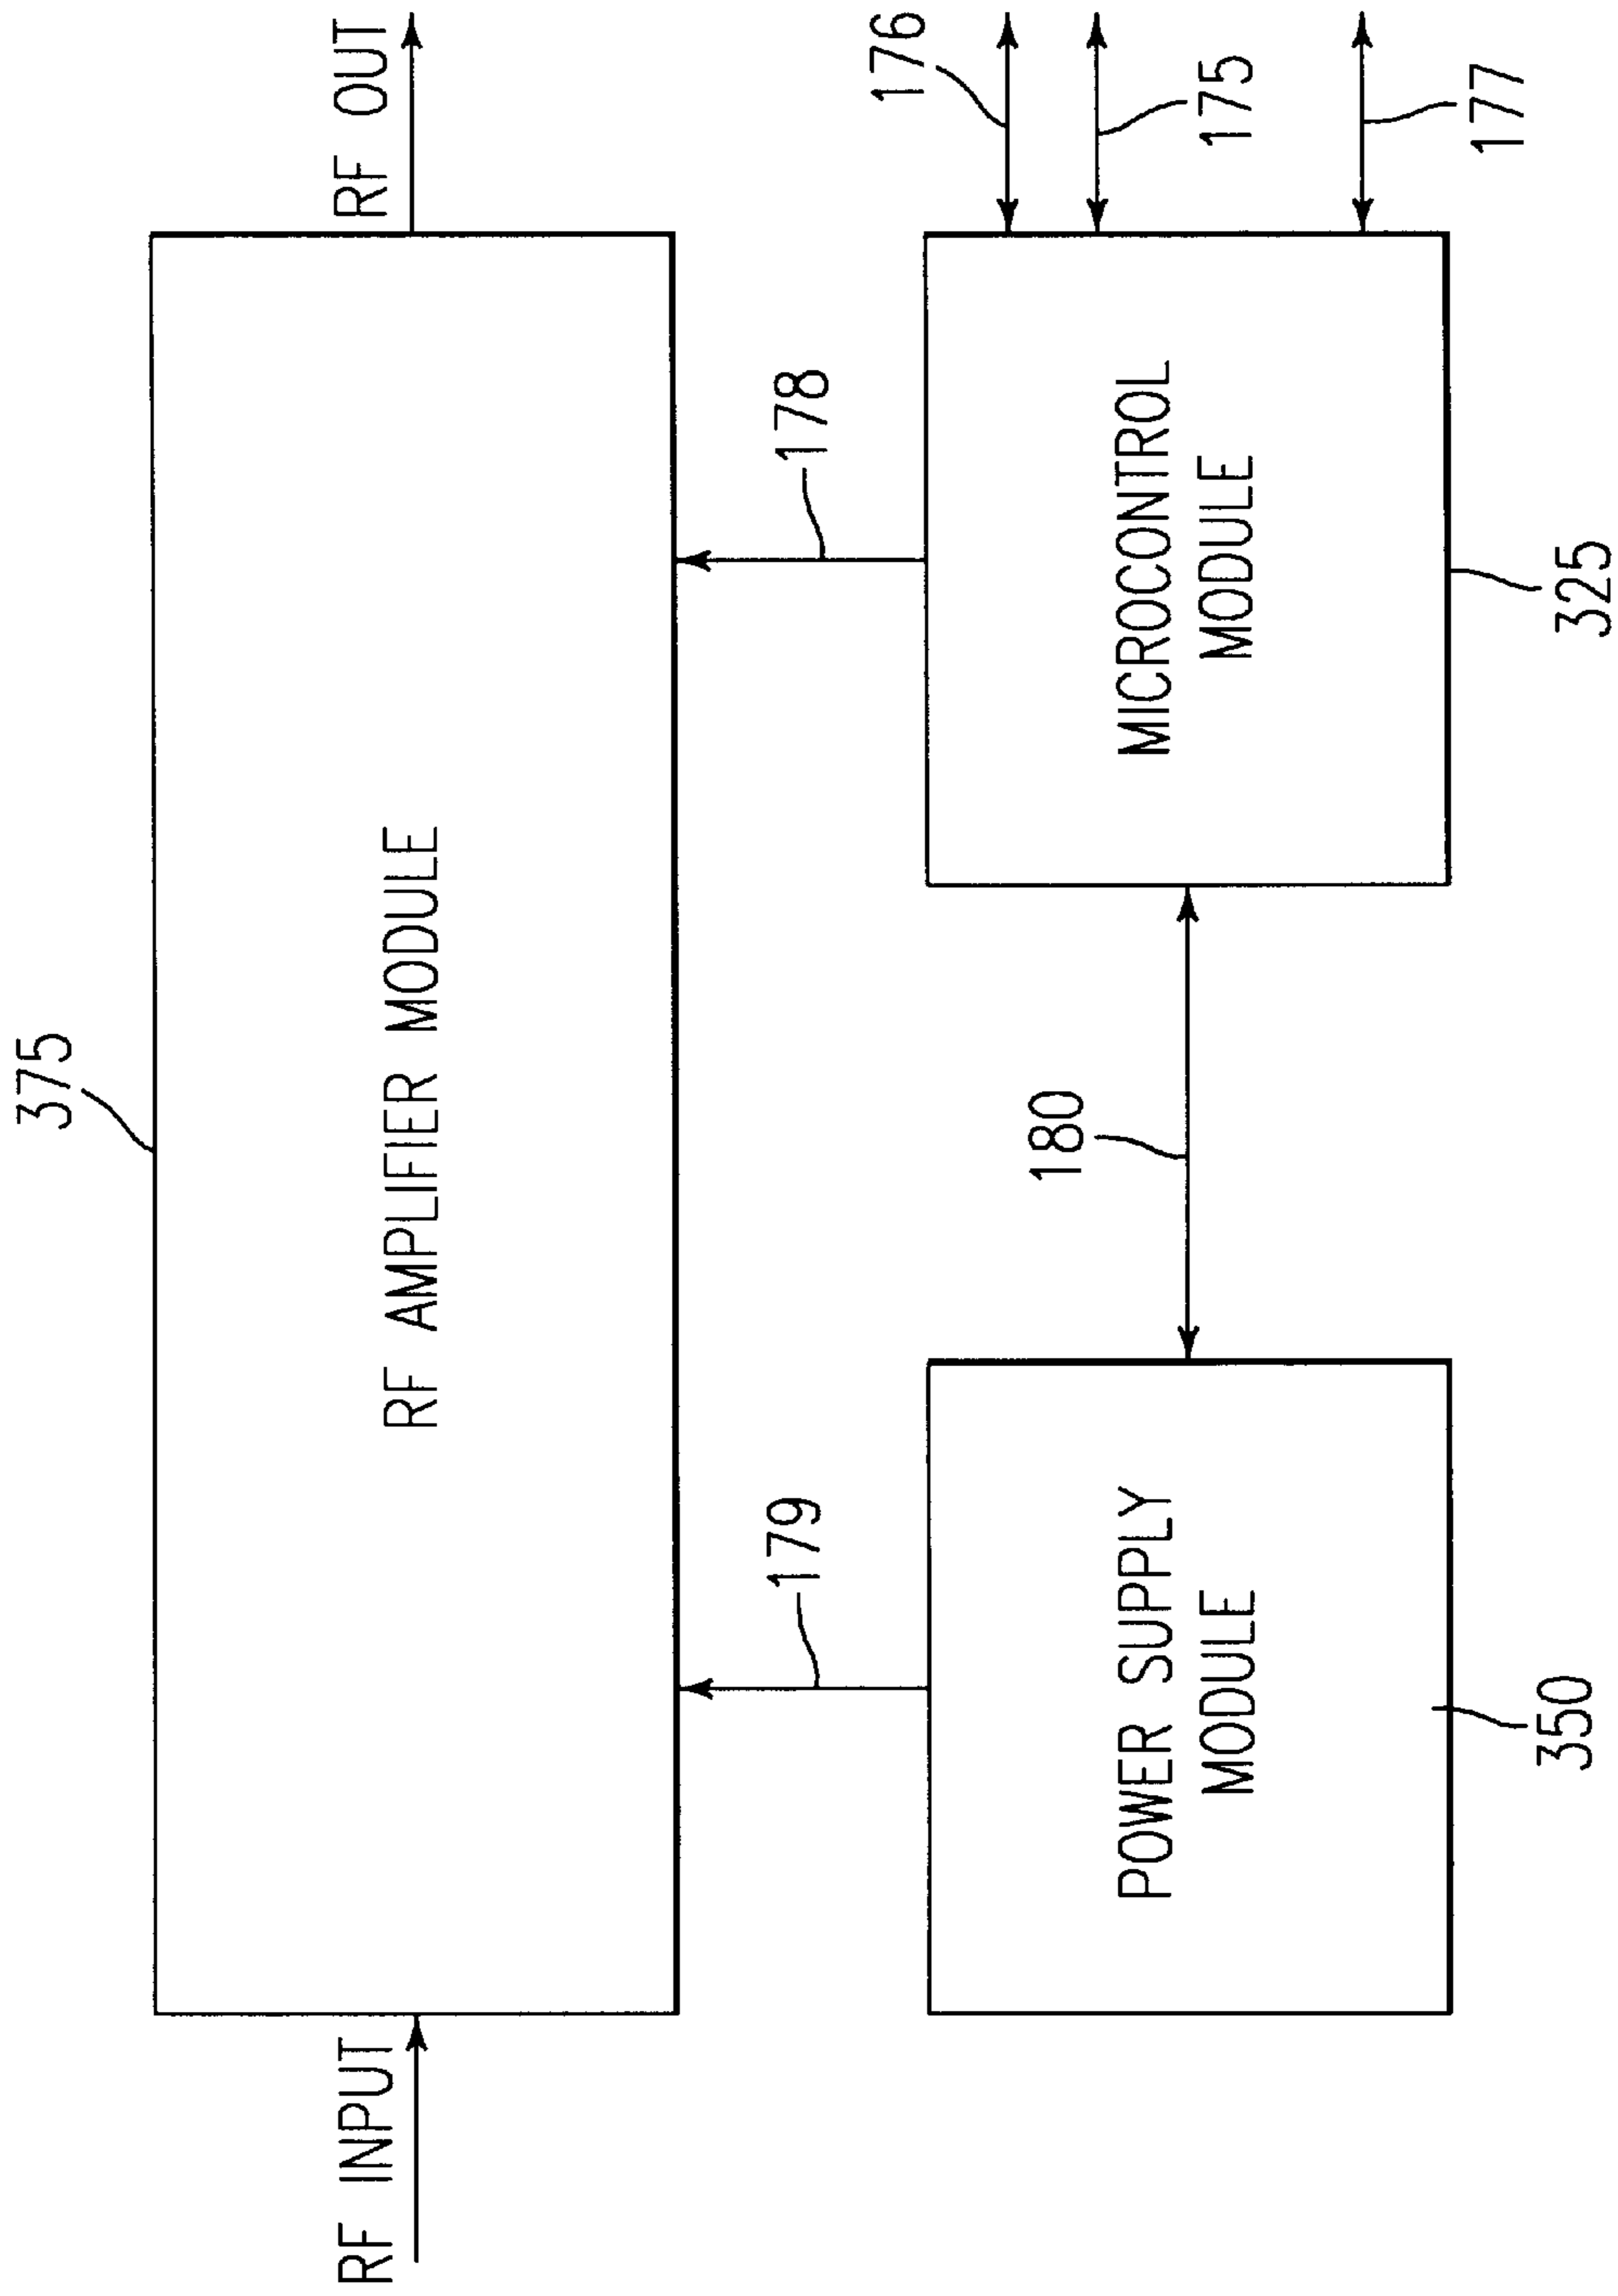 375
RF INPUT
RF AMPLIFIER MODULE
RF OUT
179
178
180
176
175
177
POWER SUPPLY
MODULE
MICROCONTROL
MODULE
350
325